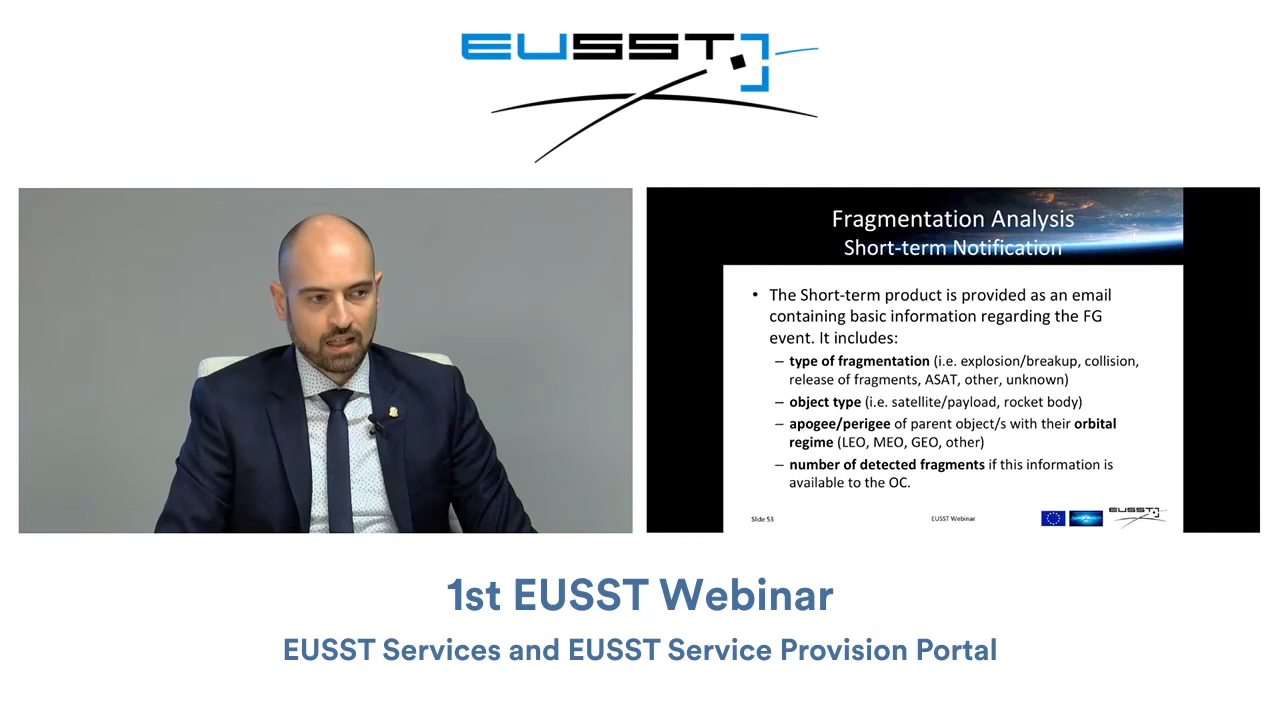 EUSST
Fragmentation Analysis
Short-term Notification
• The Short-term product is provided as an email
containing basic information regarding the FG
event. It includes:
– type of fragmentation (i.e. explosion/breakup, collision,
release of fragments, ASAT, other, unknown)
– object type (i.e. satellite/payload, rocket body)
– apogee/perigee of parent object/s with their orbital
regime (LEO, MEO, GEO, other)
– number of detected fragments if this information is
available to the OC.
Slide 53
EUSST Webinar
EUSST
1st EUSST Webinar
EUSST Services and EUSST Service Provision Portal